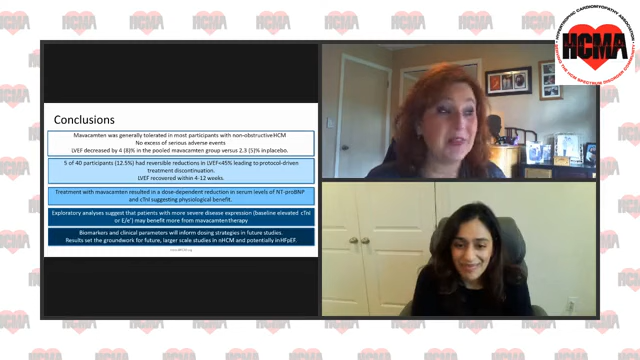 HYPERTROPHIC CARDIOMYOPATHY ASSOCIATION
HCMA
Conclusions
Mavacamten was generally tolerated in most participants with non-obstructive HCM
No excess of serious adverse events
LVEF decreased by 4 (8)% in the pooled mavacamten group versus 2.3 (5)% in placebo.
5 of 40 participants (12.5%) had reversible reductions in LVEF<45% leading to protocol-driven
treatment discontinuation.
LVEF recovered within 4-12 weeks.
Treatment with mavacamten resulted in a dose-dependent reduction in serum levels of NT-proBNP
and cTnI suggesting physiological benefit.
Exploratory analyses suggest that patients with more severe disease expression (baseline elevated cTnI
or E/e') may benefit more from mavacamten therapy
Biomarkers and clinical parameters will inform dosing strategies in future studies.
Results set the groundwork for future, larger scale studies in nHCM and potentially in HFpEF.